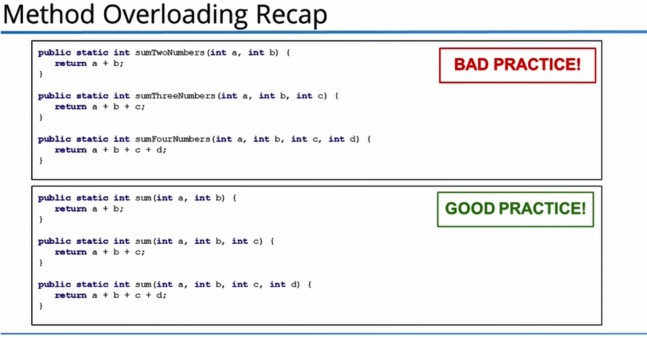 Method Overloading Recap
public static int sumTwoNumbers(int a, int b) {
return a + b;
}
BAD PRACTICE!
public static int sumThreeNumbers(int a, int b, int c) {
return a + b + c;
}
public static int sumFourNumbers(int a, int b, int c, int d) {
return a + b + c + d;
}
public static int sum(int a, int b) {
return a + b;
}
GOOD PRACTICE!
public static int sum(int a, int b, int c) {
return a + b + c;
}
public static int sum(int a, int b, int c, int d) {
return a + b + c + d;
}